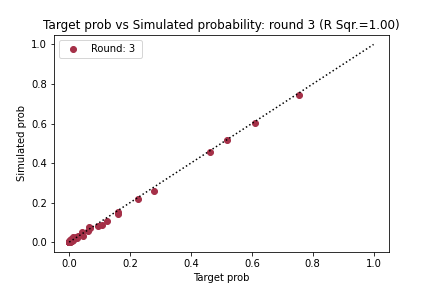 Target prob vs Simulated probability: round 3 (R Sqr.=1.00)
Round: 3
Simulated prob
1.0
0.8
0.6
0.4
0.2
0.0
0.0 0.2 0.4 0.6 0.8 1.0
Target prob